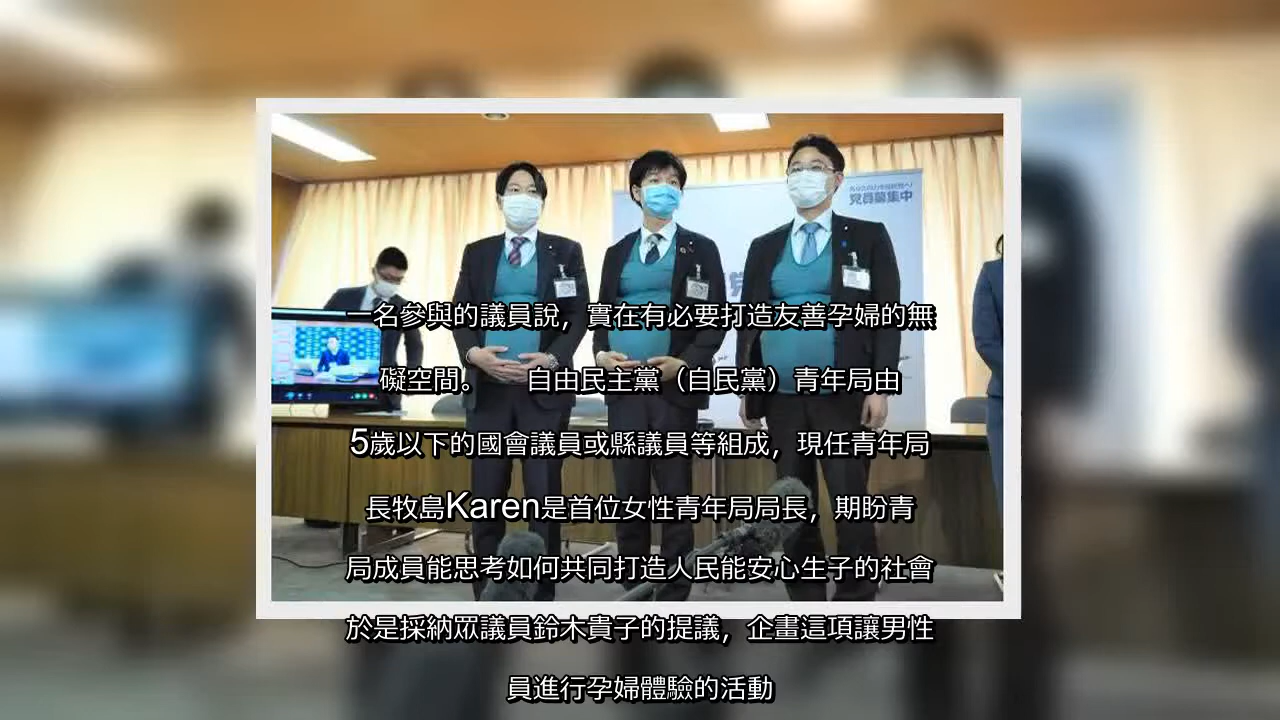 党員募集中
一名參與的議員說，實在有必要打造友善孕婦的無
礙空間。 自由民主黨（自民黨）青年局由
5歲以下的國會議員或縣議員等組成，現任青年局
長牧島Karen是首位女性青年局局長，期盼青
局成員能思考如何共同打造人民能安心生子的社會
於是採納眾議員鈴木貴子的提議，企畫這項讓男性
員進行孕婦體驗的活動